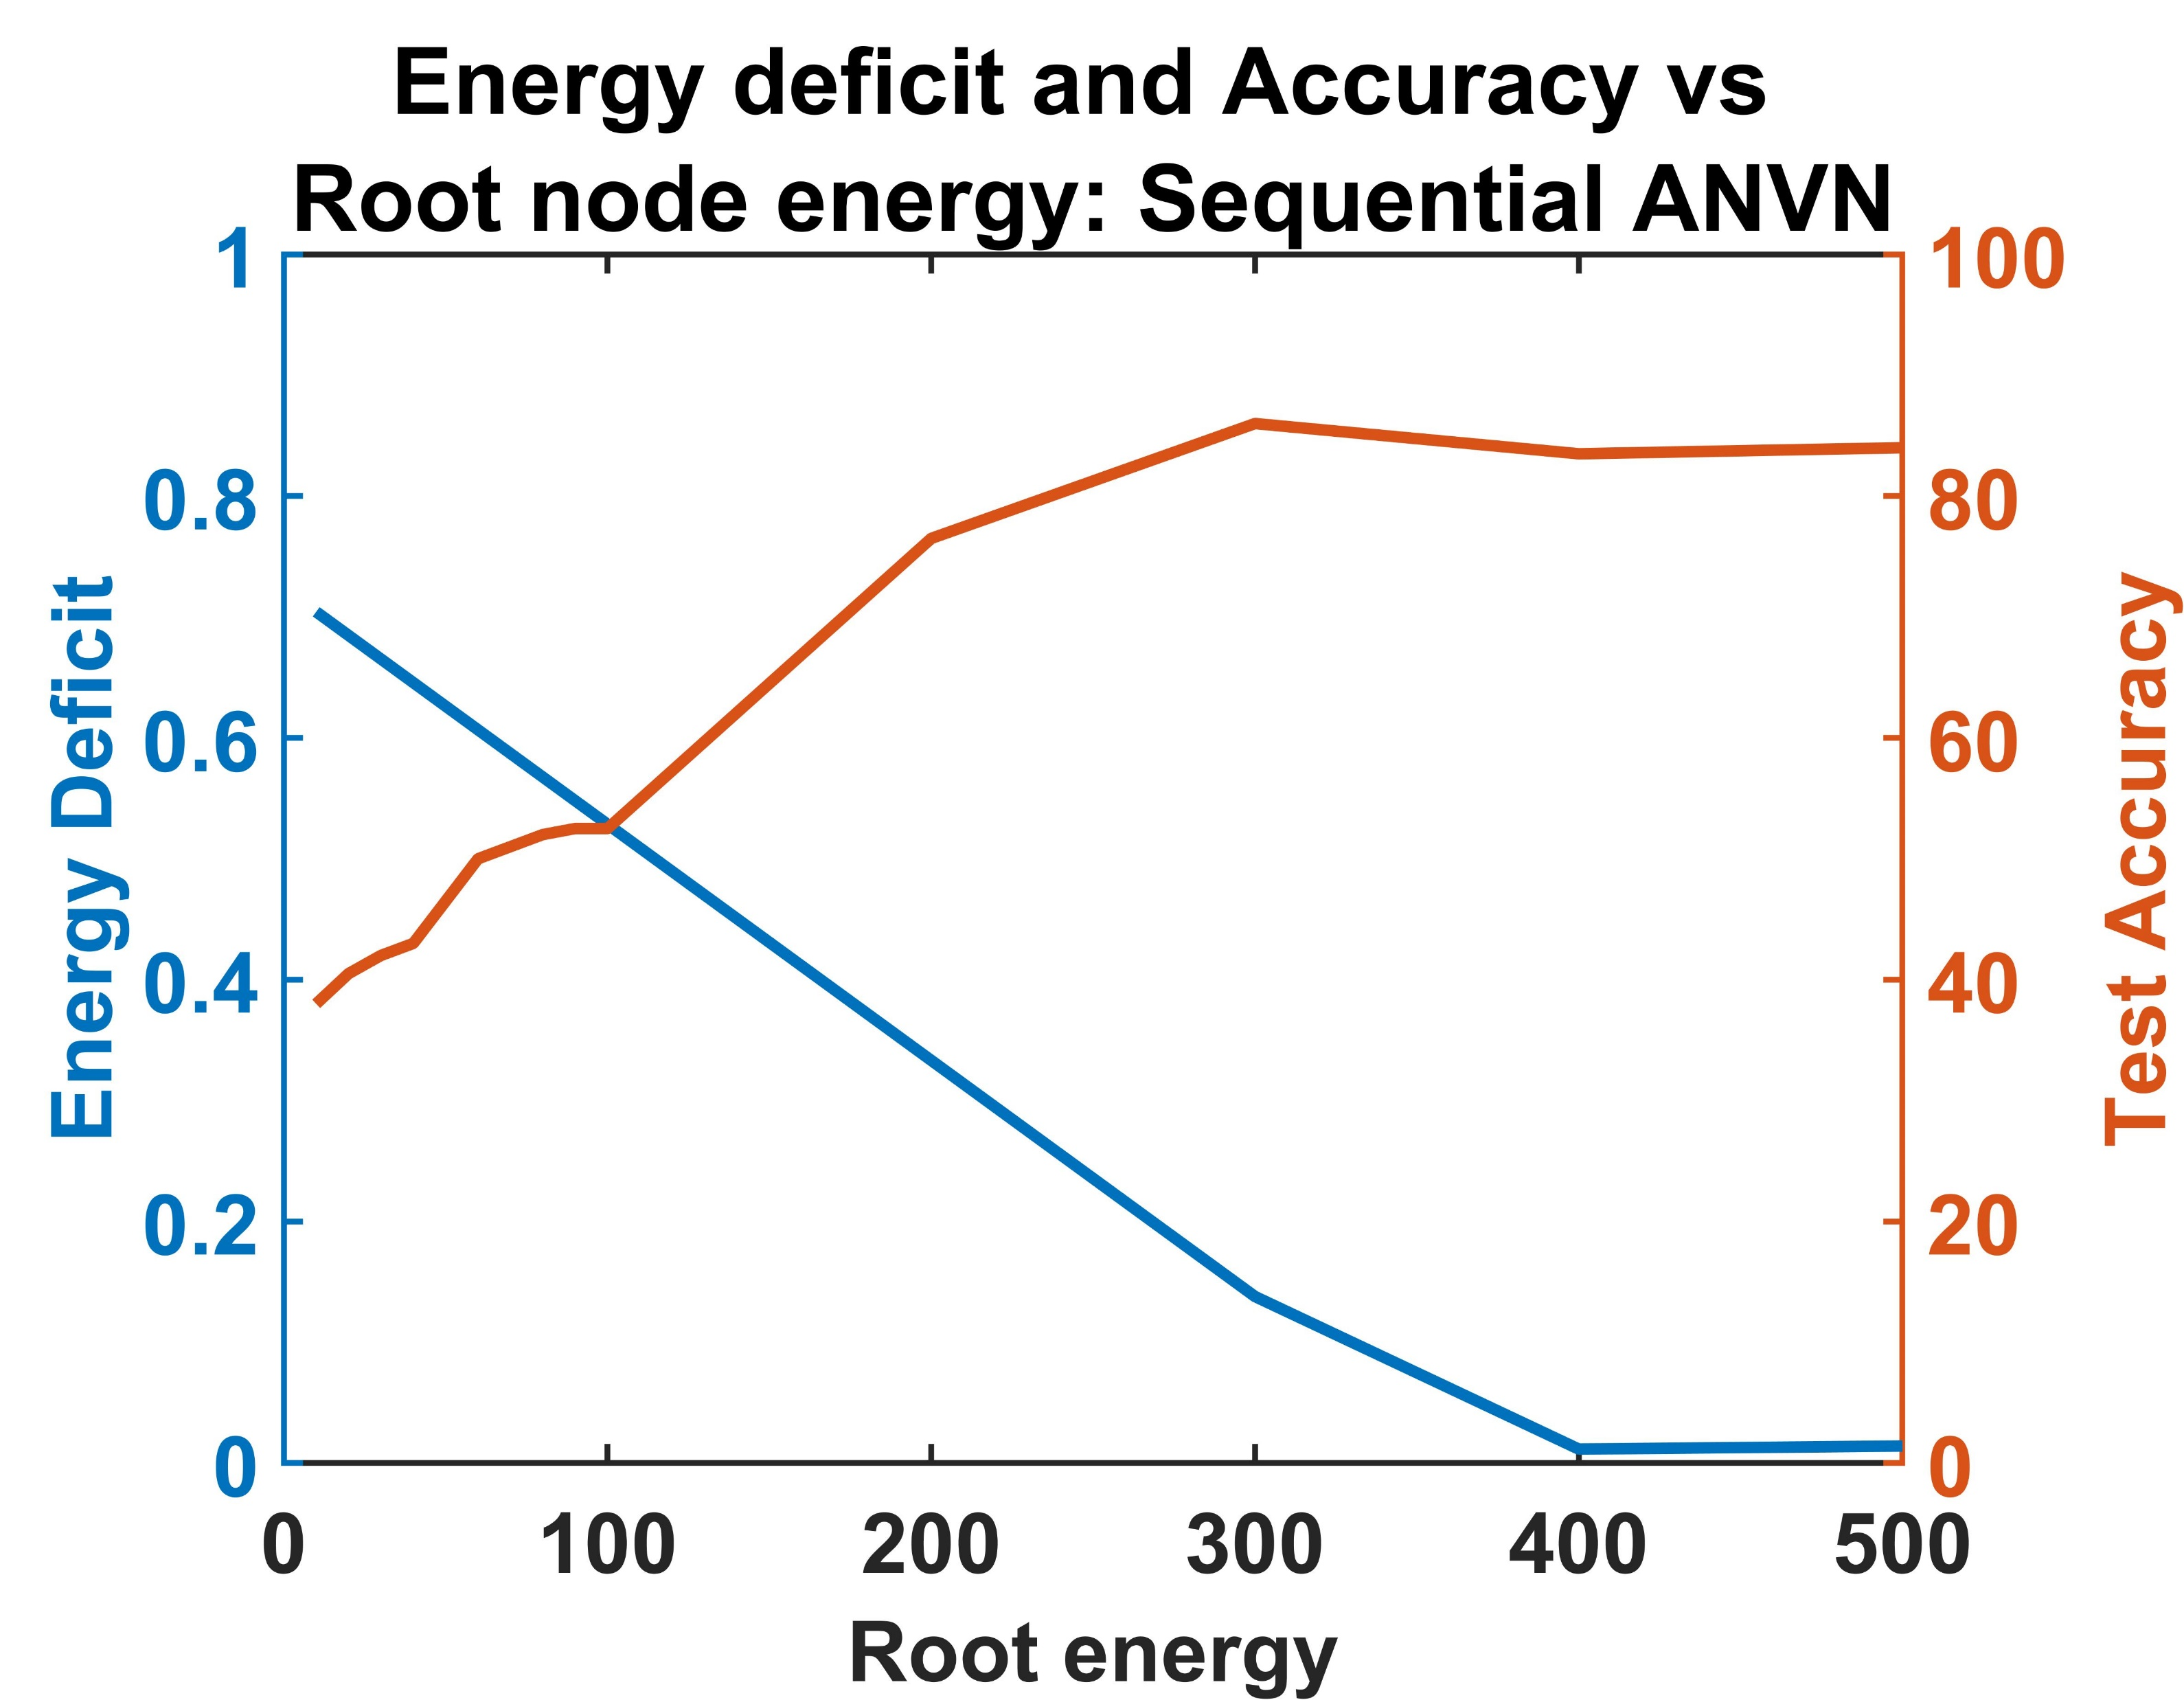 Energy deficit and Accuracy vs
Root node energy: Sequential ANVN
1
0.8
0.6
0.4
0.2
0
Energy Deficit
100
80
60
40
20
0
Test Accuracy
0 100 200 300 400 500
Root energy